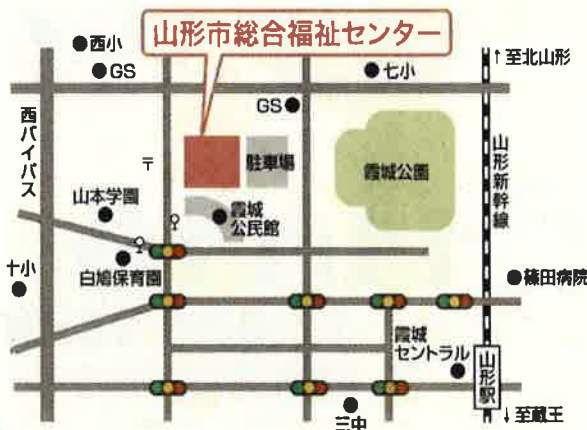 山形市総合福祉センター
西小
GS
七小
↑至北山形
GS
西バイパス
〒
駐車場
霞城公園
山形新幹線
山本学園
霞城
公民館
白鳩保育園
十小
篠田病院
霞城
セントラル
山形駅
三中
↓至蔵王